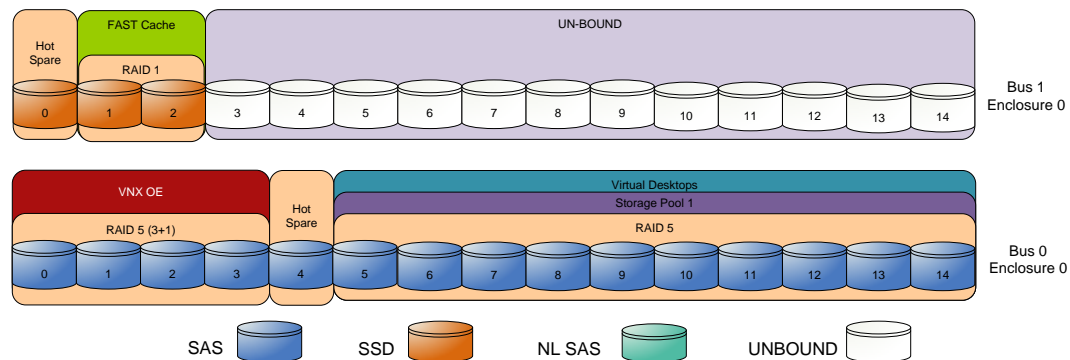 FAST Cache
UN-BOUND
Hot
Spare
RAID 1
0 1 2 3 4 5 6 7 8 9 10 11 12 13 14
Bus 1
Enclosure 0
VNX OE
Virtual Desktops
Storage Pool 1
Hot
Spare
RAID 5 (3+1)
RAID 5
0 1 2 3 4 5 6 7 8 9 10 11 12 13 14
Bus 0
Enclosure 0
SAS SSD NL SAS UNBOUND